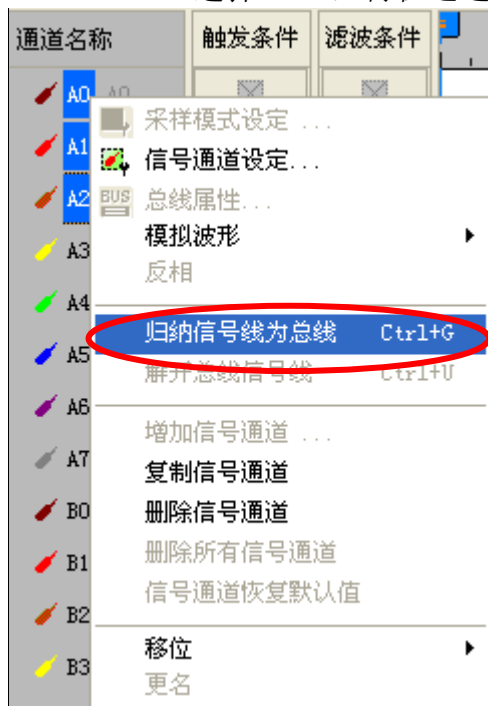 通道名称 触发条件 滤波条件
A0 A0
A1
A2
A3
A4
A5
A6
A7
B0
B1
B2
B3
采样模式设定 ...
信号通道设定...
BUS 总线属性...
模拟波形
反相
归纳信号线为总线 Ctrl+G
解开总线信号线 Ctrl+U
增加信号通道 ...
复制信号通道
删除信号通道
删除所有信号通道
信号通道恢复默认值
移位
更名